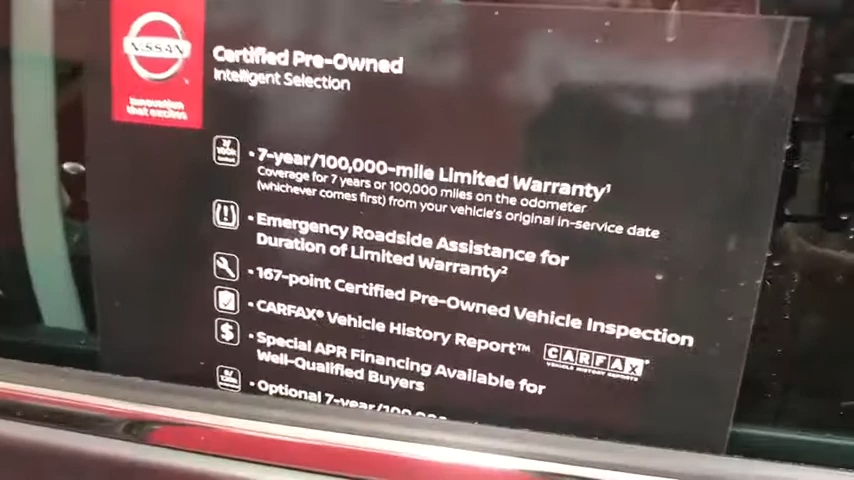 NISSAN
Innovation
that excites
Certified Pre-Owned
Intelligent Selection
• 7-year/100,000-mile Limited Warranty¹
Coverage for 7 years or 100,000 miles on the odometer
(whichever comes first) from your vehicle's original in-service date
• Emergency Roadside Assistance for
Duration of Limited Warranty²
• 167-point Certified Pre-Owned Vehicle Inspection
• CARFAX® Vehicle History Report™
CARFAX®
VEHICLE HISTORY REPORTS
• Special APR Financing Available for
Well-Qualified Buyers
• Optional 7-year/100,000